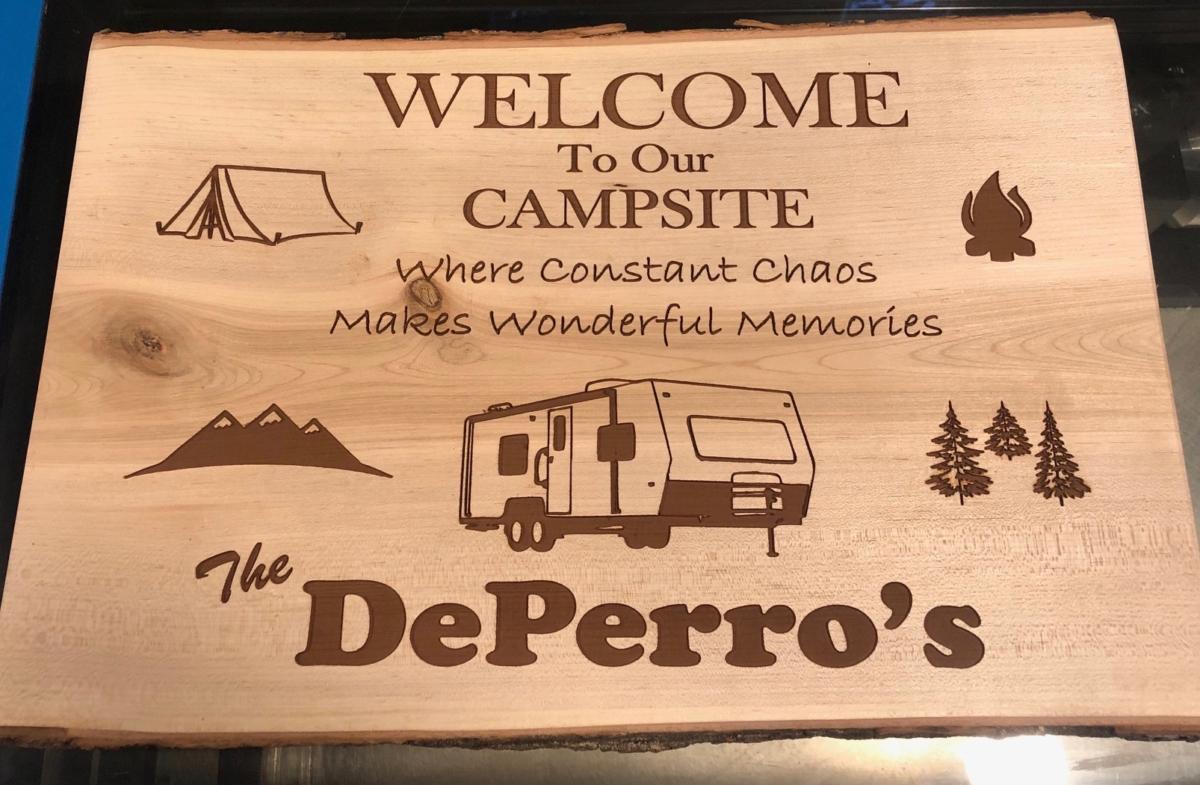 WELCOME
To Our
CAMPSITE
Where Constant Chaos
Makes Wonderful Memories
The
DePerro's